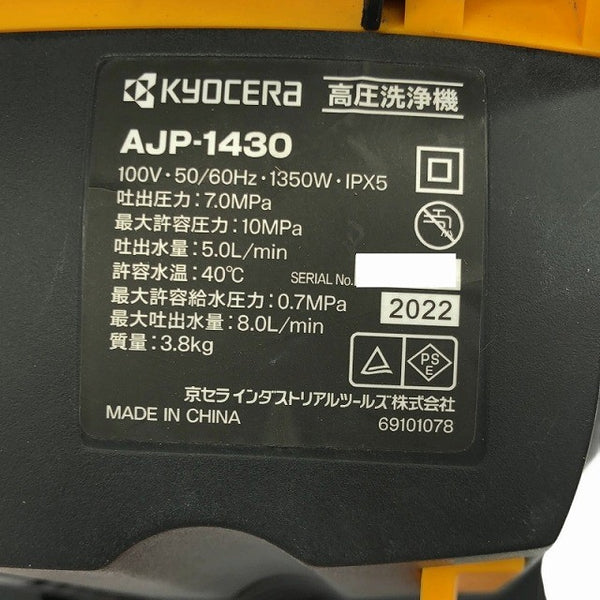 KYOCERA 高圧洗浄機
AJP-1430
100V・50/60Hz・1350W・IPX5
吐出圧力:7.0MPa
最大許容圧力:10MPa
吐出水量:5.0L/min
許容水温:40℃ SERIAL No.
最大許容給水圧力:0.7MPa
最大吐出水量:8.0L/min
2022
質量:3.8kg
PS
E
京セラ インダストリアルツールズ株式会社
MADE IN CHINA 69101078